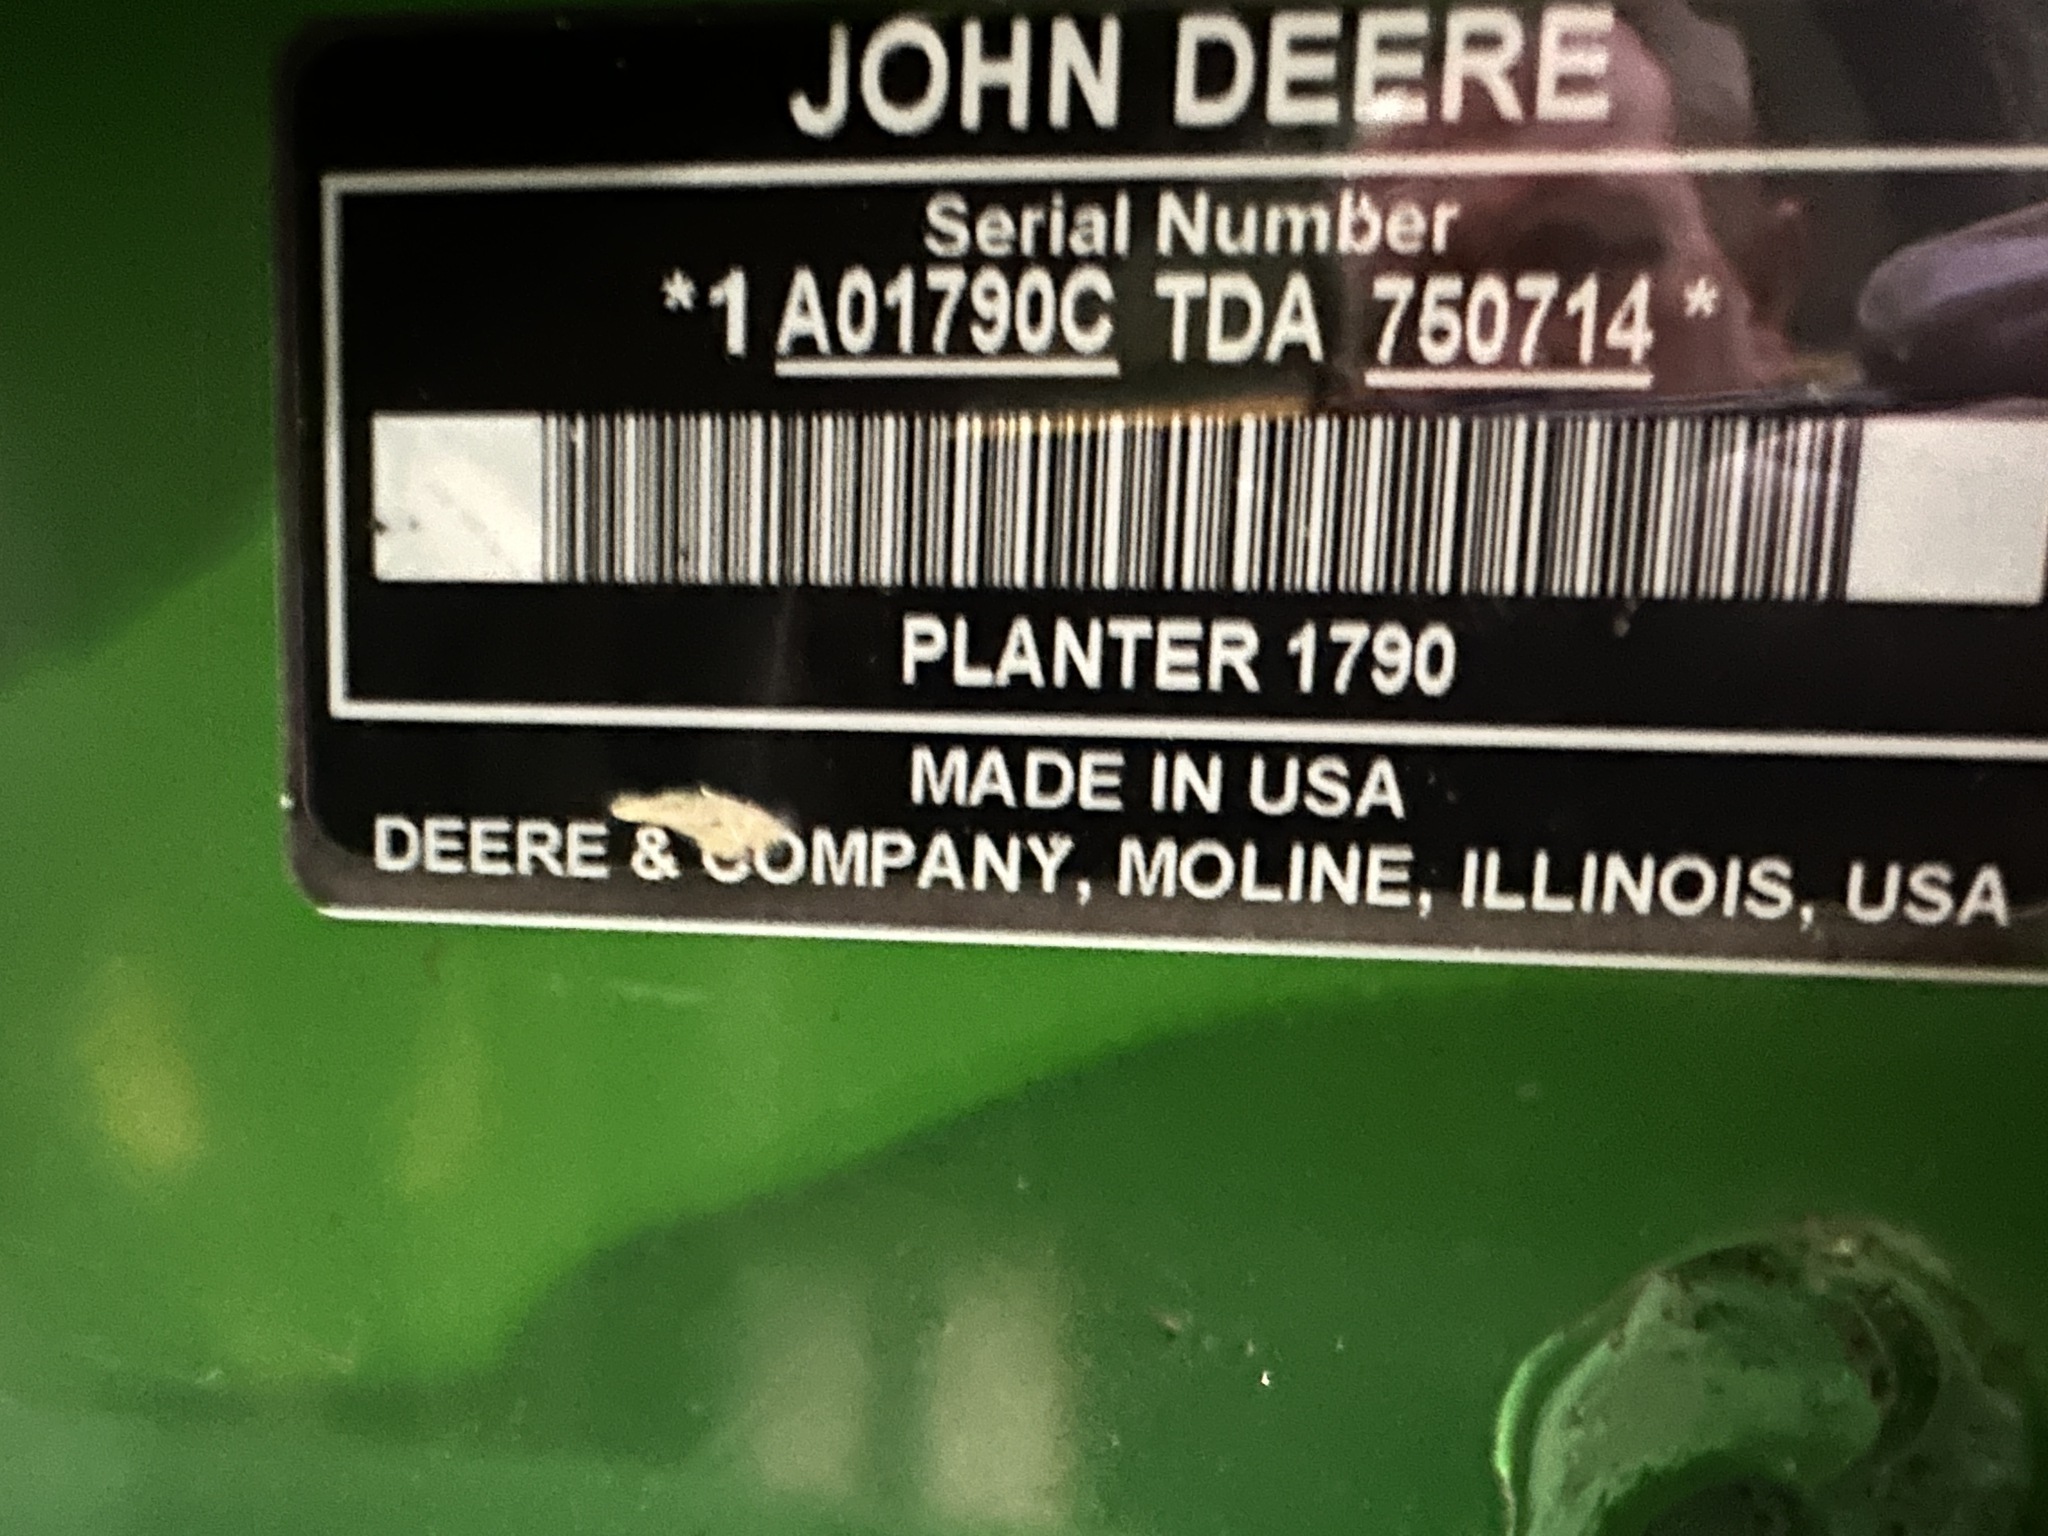 JOHN DEERE
Serial Number
*1 A01790C TDA 750714 *
PLANTER 1790
MADE IN USA
DEERE & COMPANY, MOLINE, ILLINOIS, USA